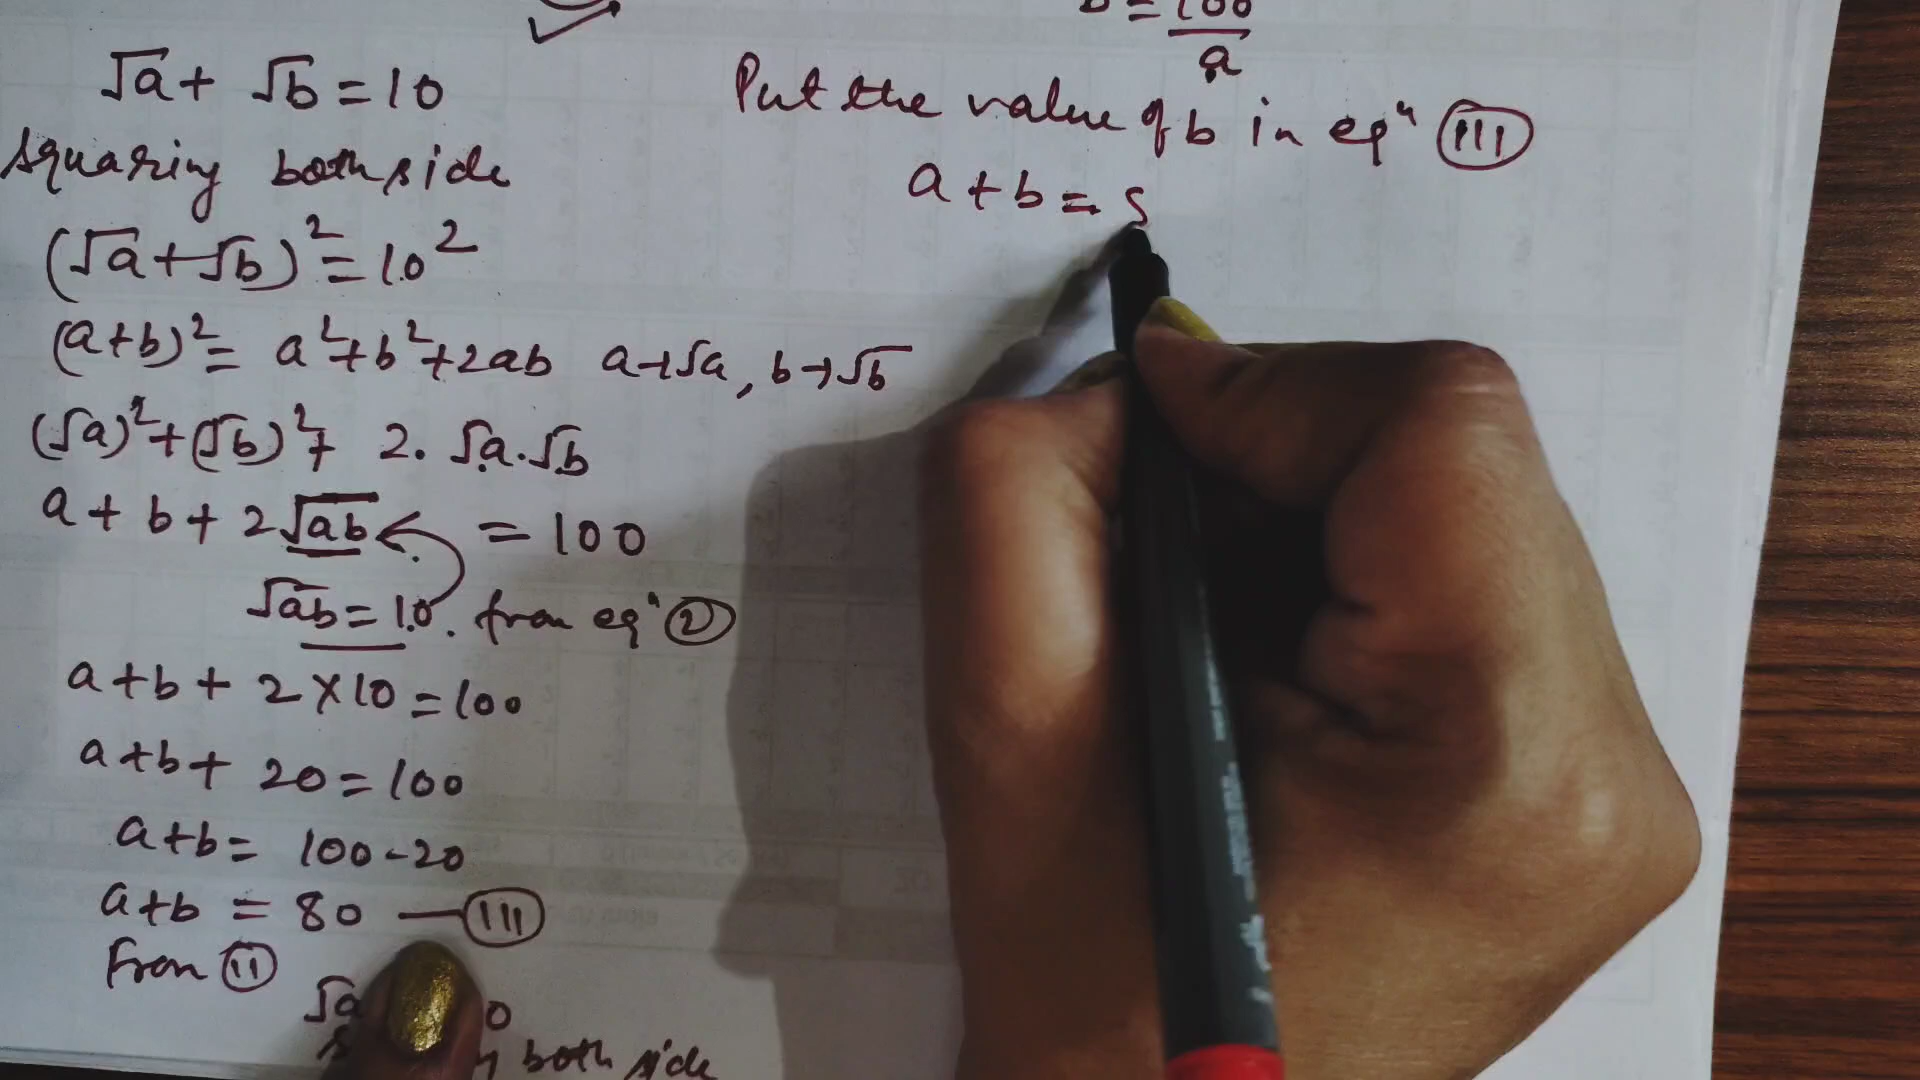 √a + √b = 10
squaring both side
(√a + √b)² = 10²
(a+b)² = a² + b² + 2ab a→√a, b→√b
(√a)² + (√b)² + 2. √a.√b
a + b + 2√ab = 100
√ab = 10. from eqⁿ ②
a + b + 2 × 10 = 100
a + b + 20 = 100
a + b = 100 - 20
a + b = 80 — III
From II
√a 0
both side
b = 100/a
Put the value of b in eqⁿ III
a + b =